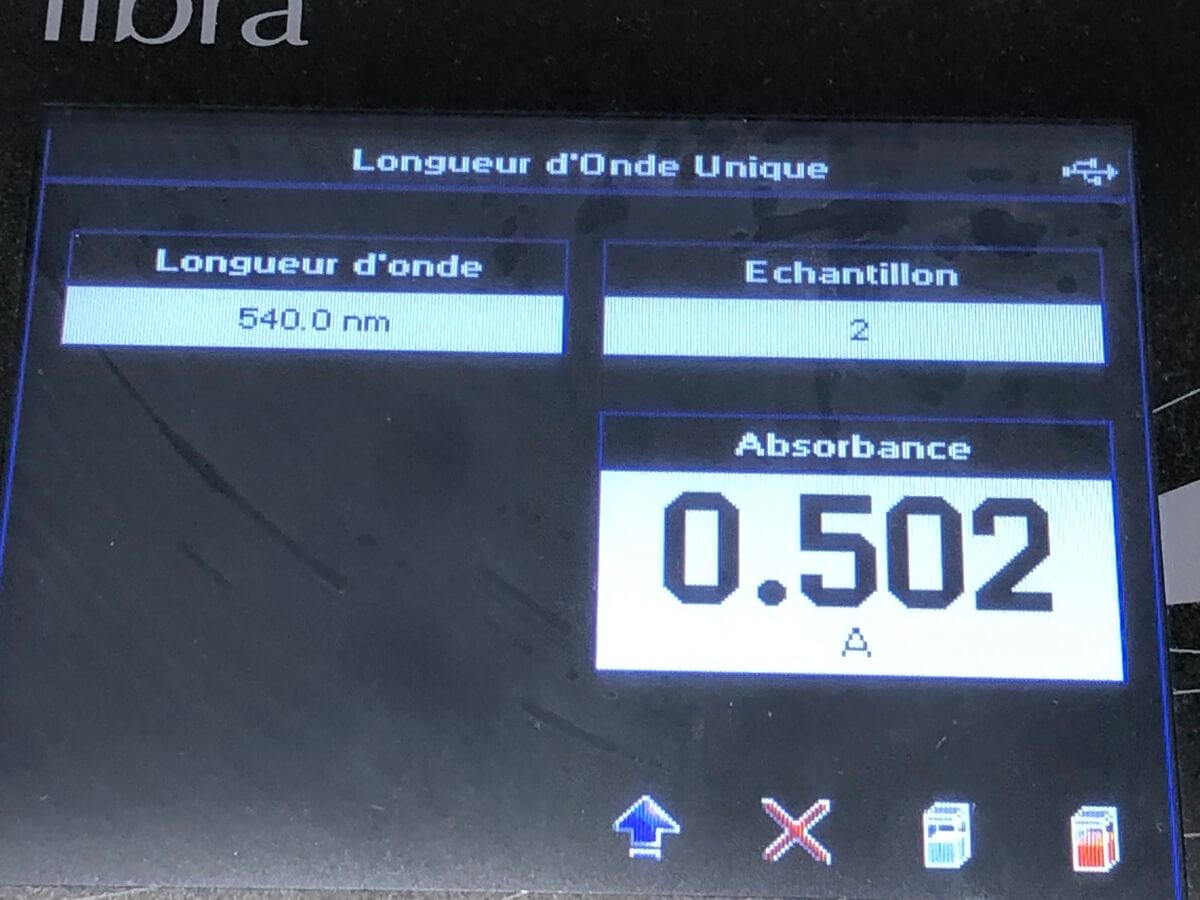 libra
Longueur d'Onde Unique
Longueur d'onde
540.0 nm
Echantillon
2
Absorbance
0.502
A